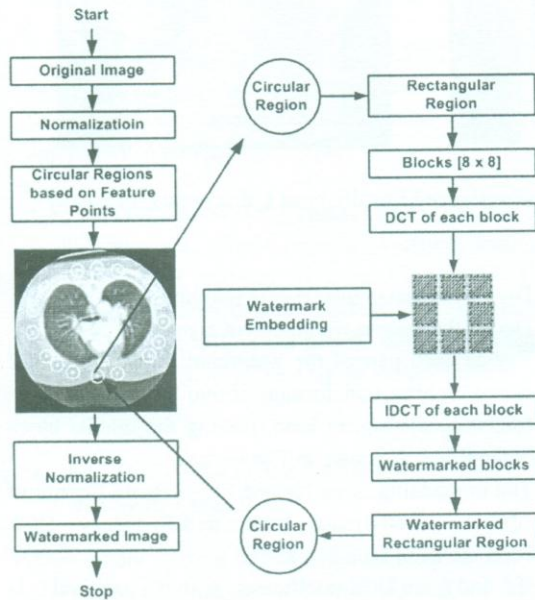 Start
Original Image
Normalizatioin
Circular Regions
based on Feature
Points
Inverse
Normalization
Watermarked Image
Stop
Circular
Region
Rectangular
Region
Blocks [8 x 8]
DCT of each block
Watermark
Embedding
IDCT of each block
Watermarked blocks
Watermarked
Rectangular Region
Circular
Region